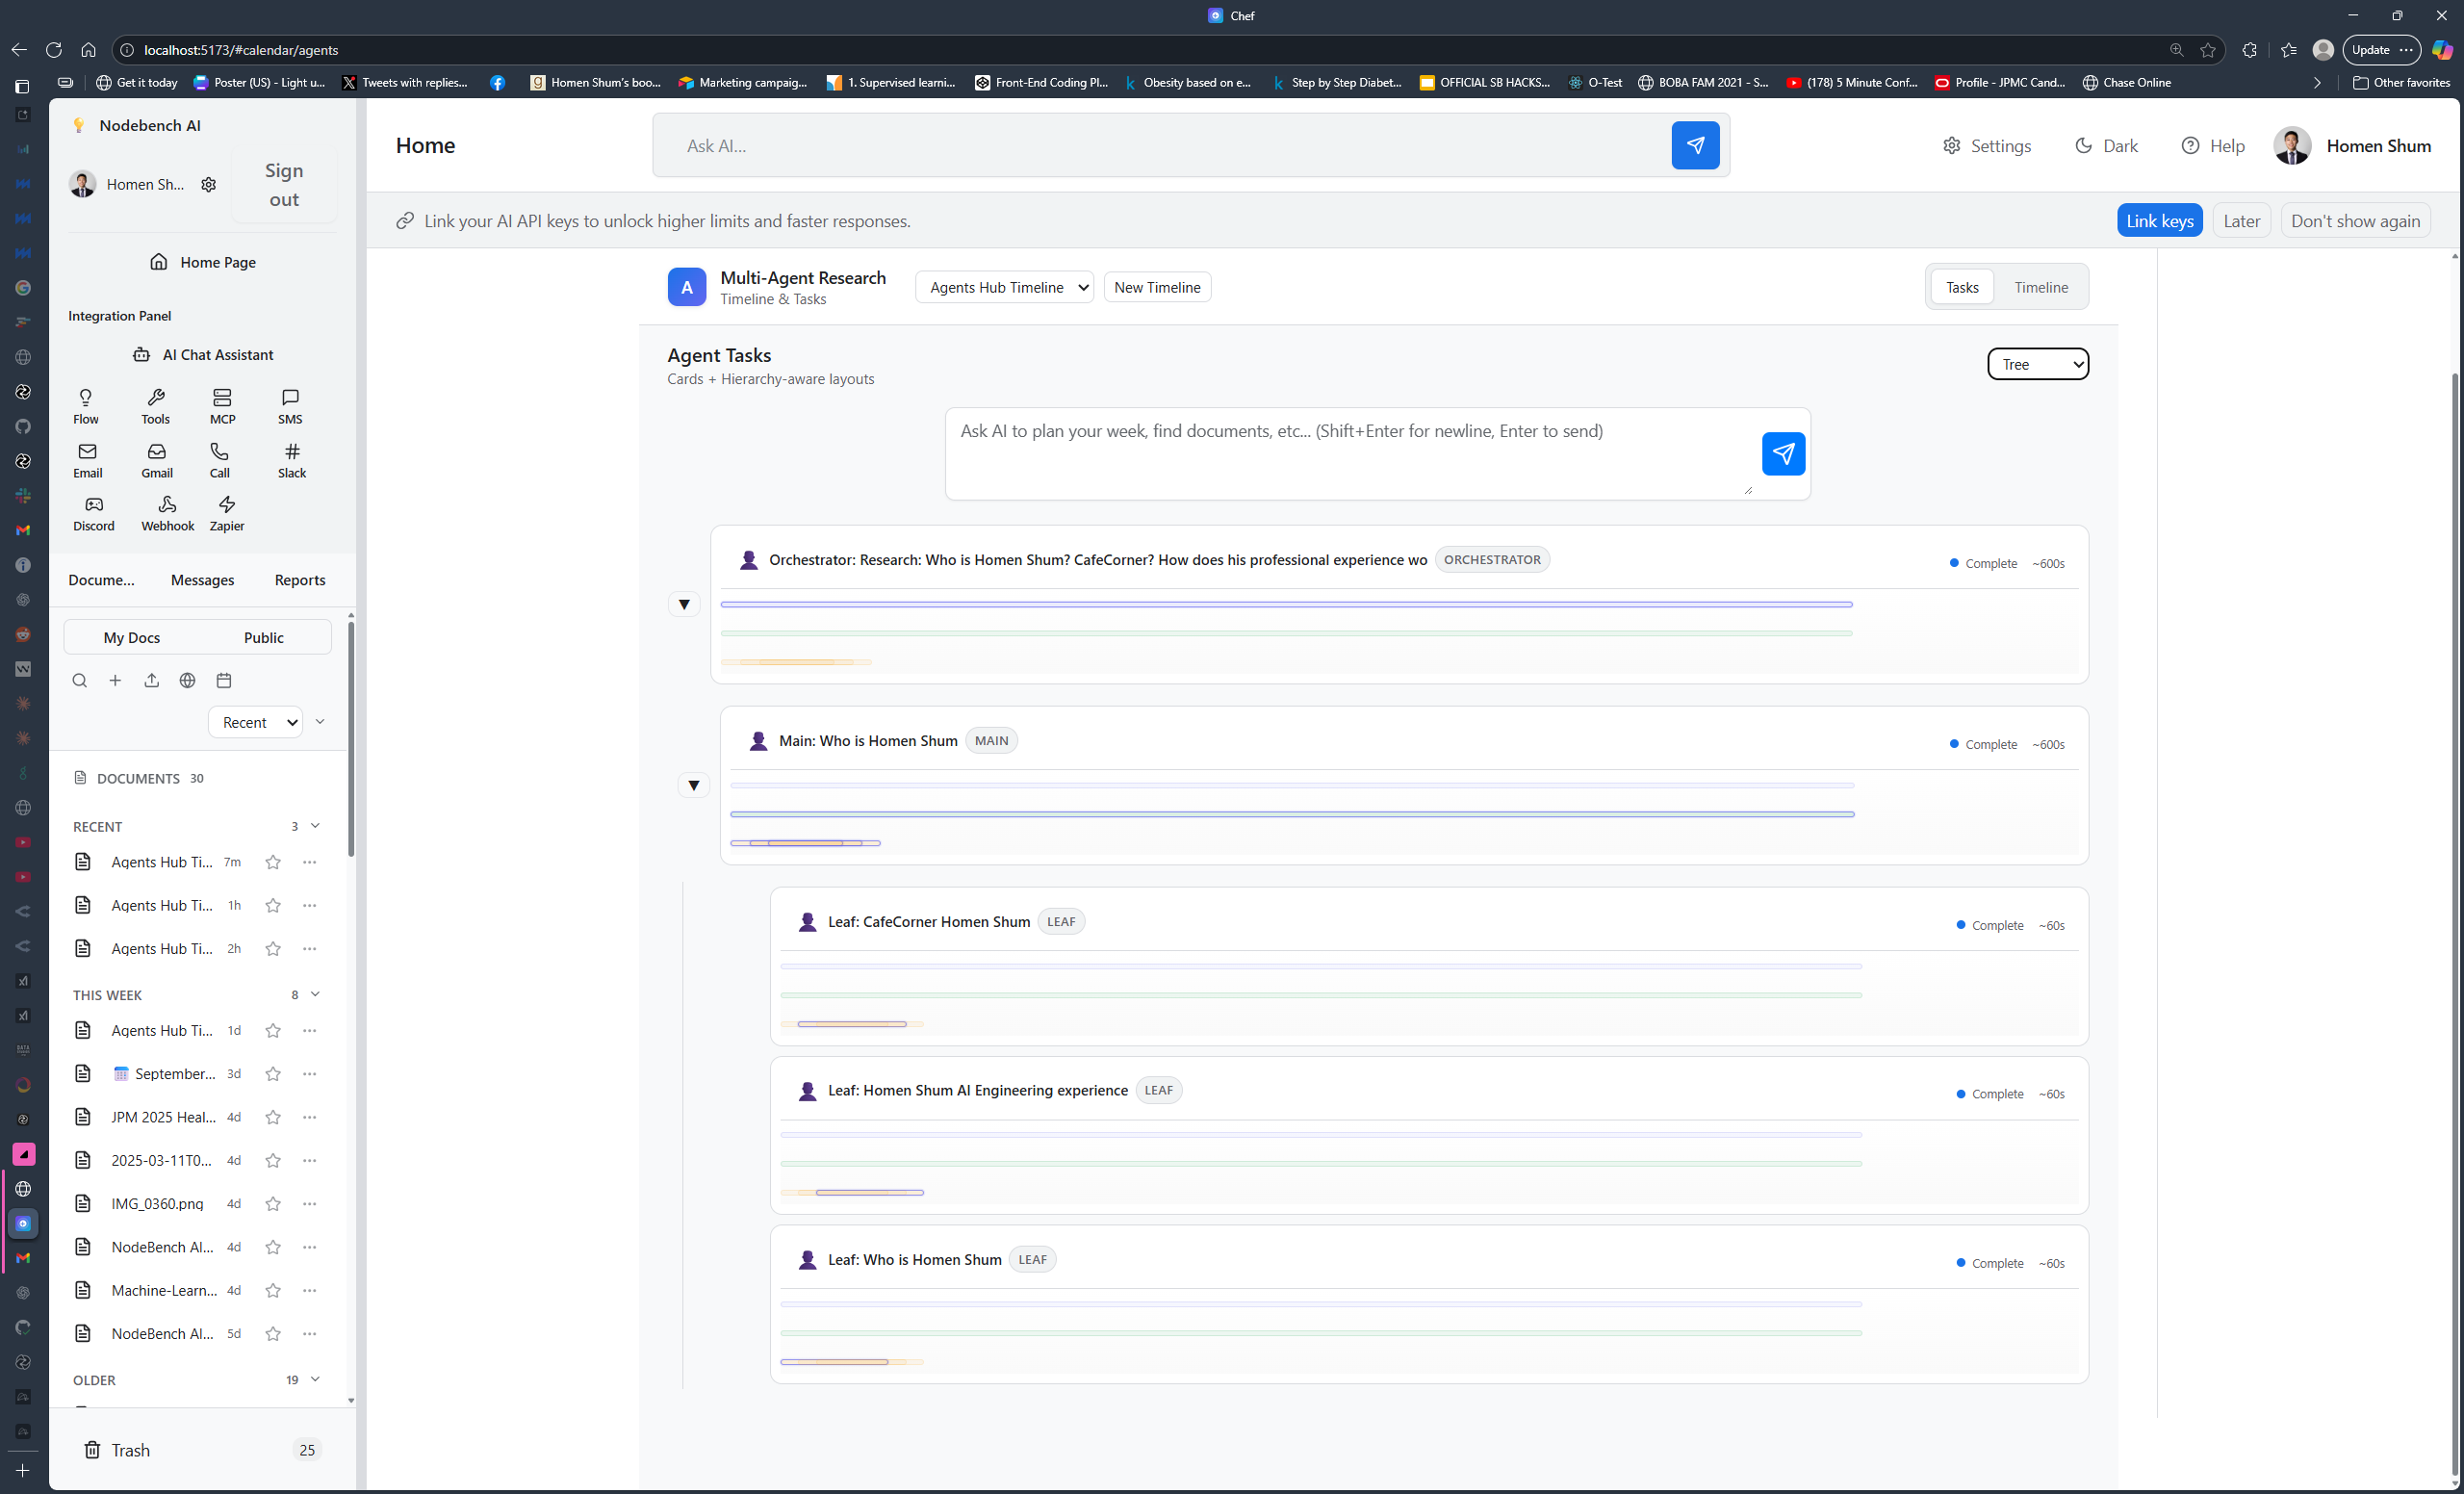 Chef
localhost:5173/#calendar/agents
Update
Get it today
Poster (US) - Light u...
Tweets with replies...
Homen Shum's boo...
Marketing campaig...
1. Supervised learni...
Front-End Coding Pl...
Obesity based on e...
Step by Step Diabet...
OFFICIAL SB HACKS...
O-Test
BOBA FAM 2021 - S...
(178) 5 Minute Conf...
Profile - JPMC Cand...
Chase Online
Other favorites
Nodebench AI
Homen Sh...
Sign
out
Home Page
Integration Panel
AI Chat Assistant
Flow
Tools
MCP
SMS
Email
Gmail
Call
Slack
Discord
Webhook
Zapier
Docume...
Messages
Reports
My Docs
Public
Recent
DOCUMENTS 30
RECENT 3
Agents Hub Ti... 7m
Agents Hub Ti... 1h
Agents Hub Ti... 2h
THIS WEEK 8
Agents Hub Ti... 1d
September... 3d
JPM 2025 Heal... 4d
2025-03-11T0... 4d
IMG_0360.png 4d
NodeBench AI... 4d
Machine-Learn... 4d
NodeBench AI... 5d
OLDER 19
Trash 25
Home
Ask AI...
Settings
Dark
Help
Homen Shum
Link your AI API keys to unlock higher limits and faster responses.
Link keys
Later
Don't show again
A
Multi-Agent Research
Timeline & Tasks
Agents Hub Timeline
New Timeline
Tasks
Timeline
Agent Tasks
Cards + Hierarchy-aware layouts
Tree
Ask AI to plan your week, find documents, etc... (Shift+Enter for newline, Enter to send)
Orchestrator: Research: Who is Homen Shum? CafeCorner? How does his professional experience wo ORCHESTRATOR
Complete ~600s
Main: Who is Homen Shum MAIN
Complete ~600s
Leaf: CafeCorner Homen Shum LEAF
Complete ~60s
Leaf: Homen Shum AI Engineering experience LEAF
Complete ~60s
Leaf: Who is Homen Shum LEAF
Complete ~60s